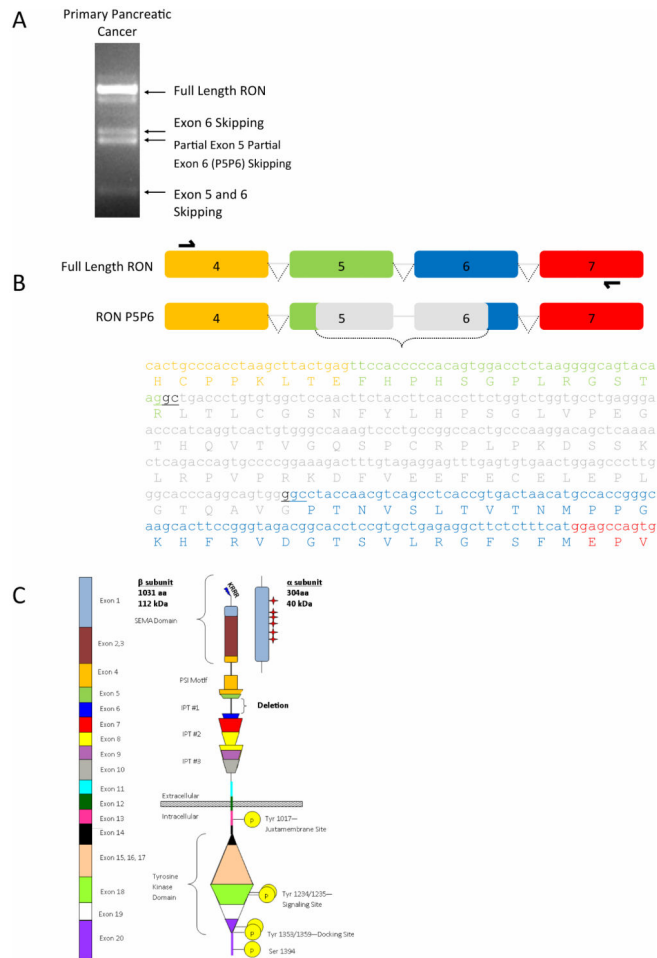 A
Primary Pancreatic
Cancer
Full Length RON
Exon 6 Skipping
Partial Exon 5 Partial
Exon 6 (P5P6) Skipping
Exon 5 and 6
Skipping
B
Full Length RON
4 5 6 7
RON P5P6
4 5 6 7
cactgcccacctaagcttactgagttccacccccacagtggacctctaaggggcagtaca
H C P P K L T E F H P H S G P L R G S T
aggctgaccctgtgtggctccaacttctaccttcacccttctggtctggtgcctgaggga
R L T L C G S N F Y L H P S G L V P E G
acccatcaggtcactgtgggccaaagtccctgccggccactgcccaaggacagctcaaaa
T H Q V T V G Q S P C R P L P K D S S K
ctcagaccagtgccccggaaagactttgtagaggagtttgagtgtgaactggagcccttg
L R P V P R K D F V E E F E C E L E P L
ggcacccaggcagtggggcctaccaacgtcagcctcaccgtgactaacatgccaccgggc
G T Q A V G P T N V S L T V T N M P P G
aagcacttccgggtagacggcacctccgtgctgagaggcttctctttcatggagccagtg
K H F R V D G T S V L R G F S F M E P V
C
β subunit
1031 aa
112 kDa
KRRR
α subunit
304aa
40 kDa
SEMA Domain
Exon 1
Exon 2,3
Exon 4
Exon 5
Exon 6
Exon 7
Exon 8
Exon 9
Exon 10
Exon 11
Exon 12
Exon 13
Exon 14
Exon 15, 16, 17
Exon 18
Exon 19
Exon 20
PSI Motif
IPT #1
Deletion
IPT #2
IPT #3
Extracellular
Intracellular
p
Tyr 1017—
Juxtamembrane Site
Tyrosine
Kinase
Domain
p
Tyr 1234/1235—
Signaling Site
p
Tyr 1353/1359—Docking Site
p
Ser 1394